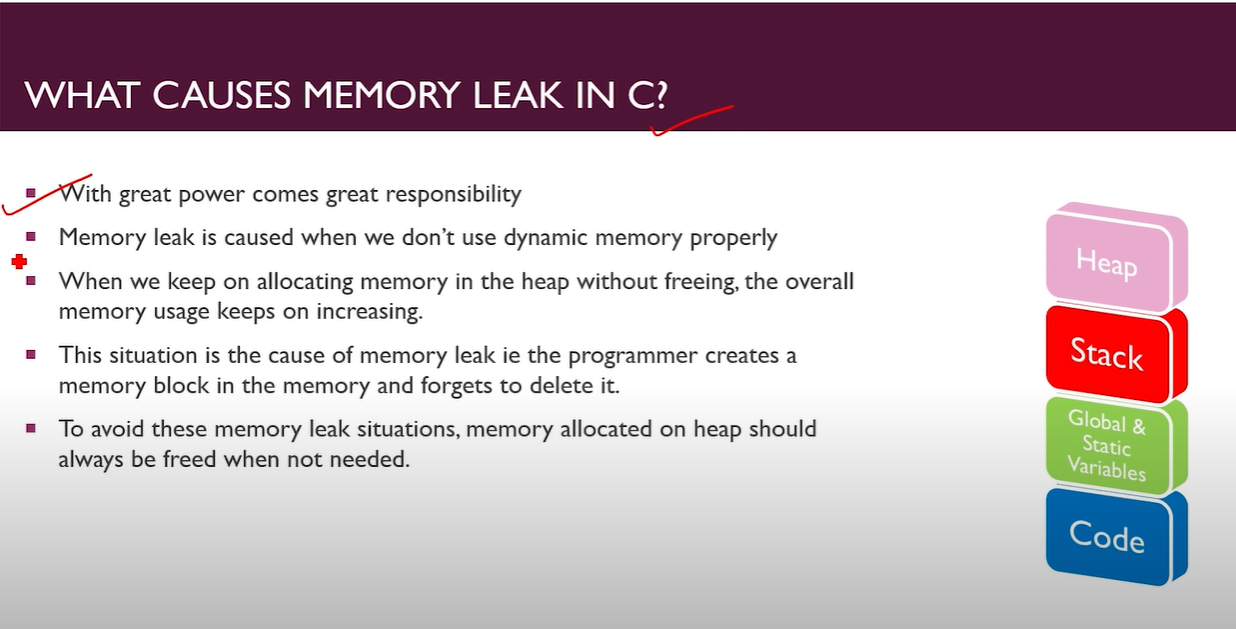 WHAT CAUSES MEMORY LEAK IN C?
With great power comes great responsibility
Memory leak is caused when we don't use dynamic memory properly
When we keep on allocating memory in the heap without freeing, the overall
memory usage keeps on increasing.
This situation is the cause of memory leak ie the programmer creates a
memory block in the memory and forgets to delete it.
To avoid these memory leak situations, memory allocated on heap should
always be freed when not needed.
Heap
Stack
Global &
Static
Variables
Code